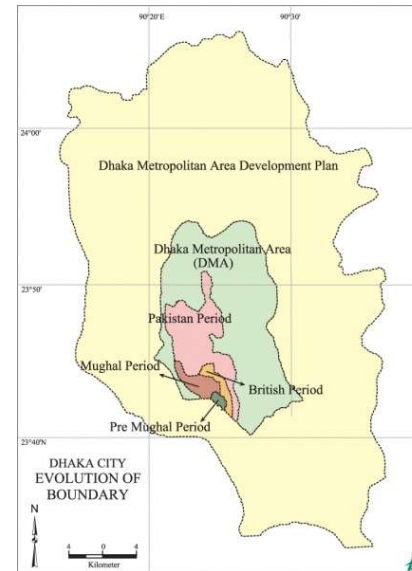 90°20'E
90°30'E
24°00'
Dhaka Metropolitan Area Development Plan
Dhaka Metropolitan Area
(DMA)
23°50'
Pakistan Period
Mughal Period
British Period
Pre Mughal Period
23°40'
DHAKA CITY
EVOLUTION OF
BOUNDARY
N
4 0 4
Kilometer